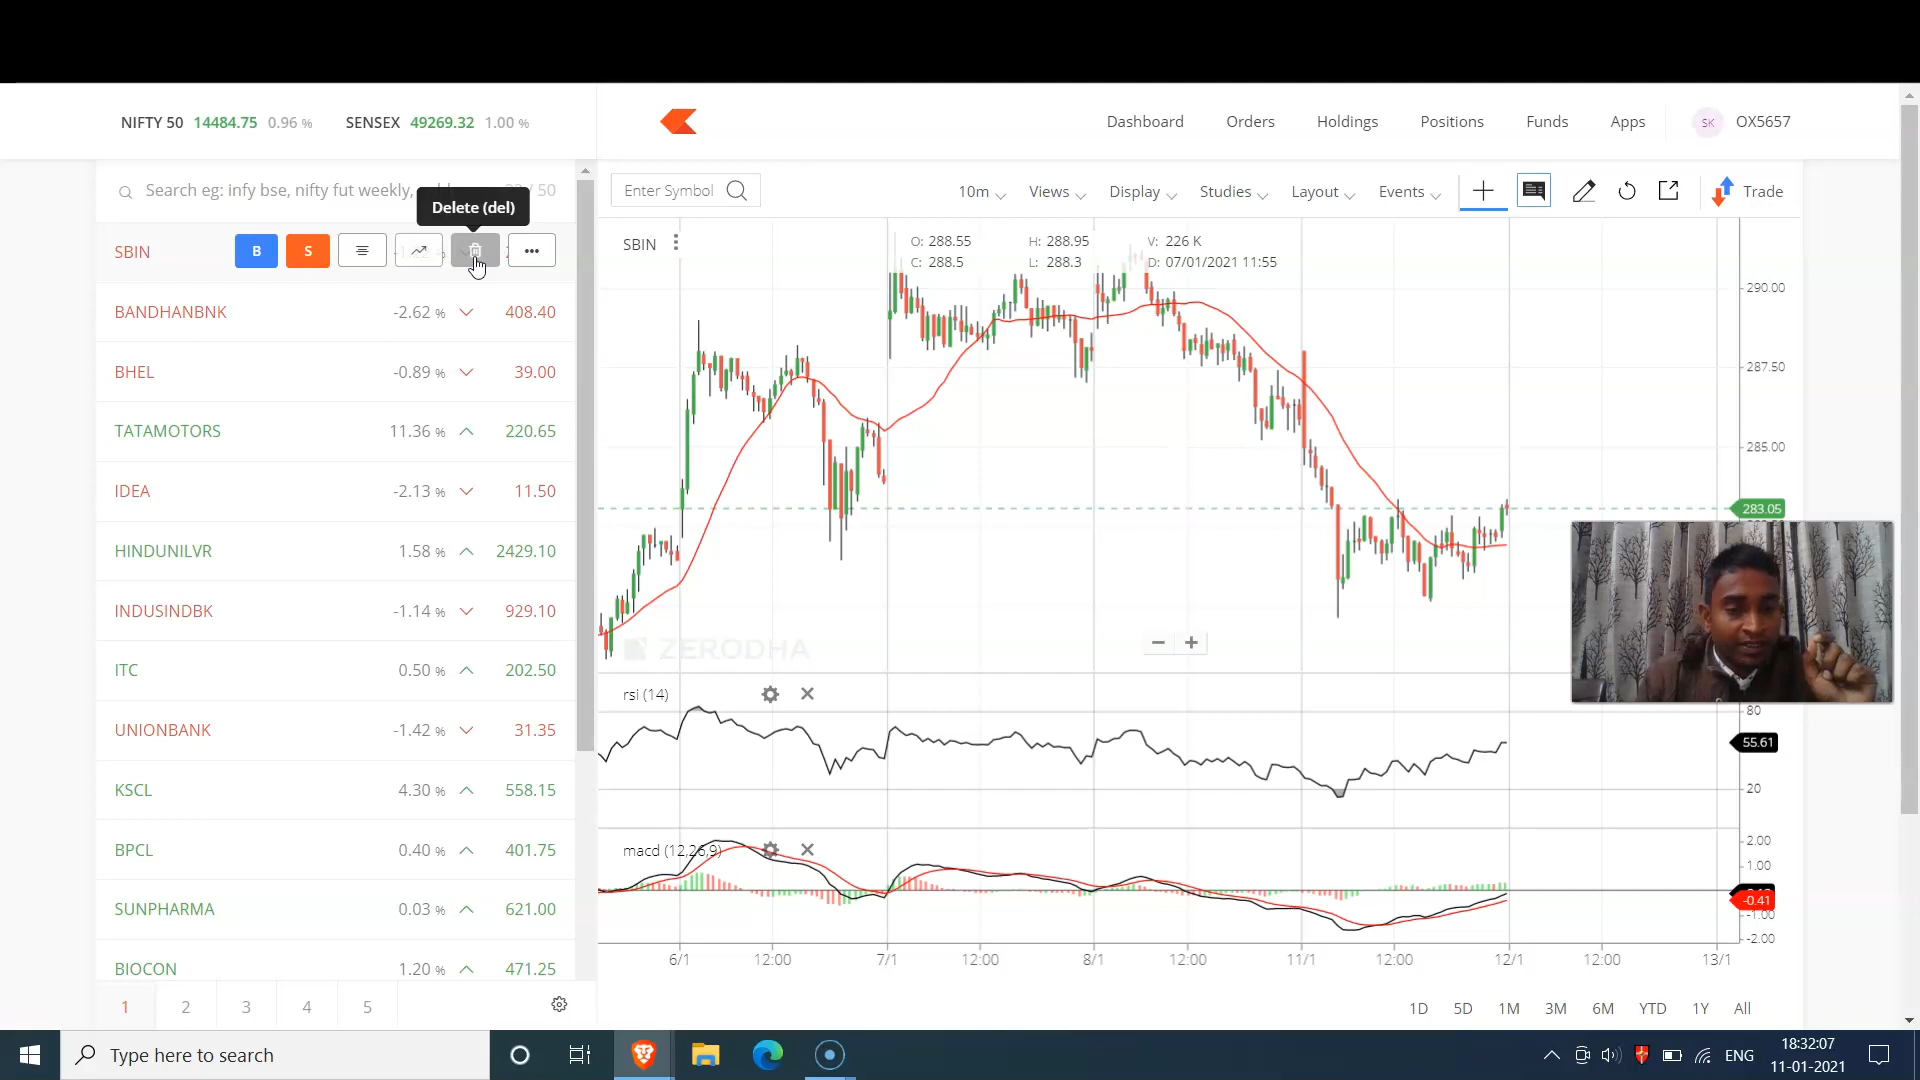 NIFTY 50 14484.75 0.96 % SENSEX 49269.32 1.00 %
Dashboard Orders Holdings Positions Funds Apps SK OX5657
Search eg: infy bse, nifty fut weekly, / 50
Delete (del)
SBIN B S
BANDHANBNK -2.62 % 408.40
BHEL -0.89 % 39.00
TATAMOTORS 11.36 % 220.65
IDEA -2.13 % 11.50
HINDUNILVR 1.58 % 2429.10
INDUSINDBK -1.14 % 929.10
ITC 0.50 % 202.50
UNIONBANK -1.42 % 31.35
KSCL 4.30 % 558.15
BPCL 0.40 % 401.75
SUNPHARMA 0.03 % 621.00
BIOCON 1.20 % 471.25
1 2 3 4 5
Enter Symbol 10m Views Display Studies Layout Events Trade
SBIN
O: 288.55 H: 288.95 V: 226 K
C: 288.5 L: 288.3 D: 07/01/2021 11:55
290.00
287.50
285.00
283.05
ZERODHA
rsi (14)
80
55.61
20
macd (12,26,9)
2.00
1.00
-0.41
-1.00
-2.00
6/1 12:00 7/1 12:00 8/1 12:00 11/1 12:00 12/1 12:00 13/1
1D 5D 1M 3M 6M YTD 1Y All
Type here to search
ENG
18:32:07
11-01-2021